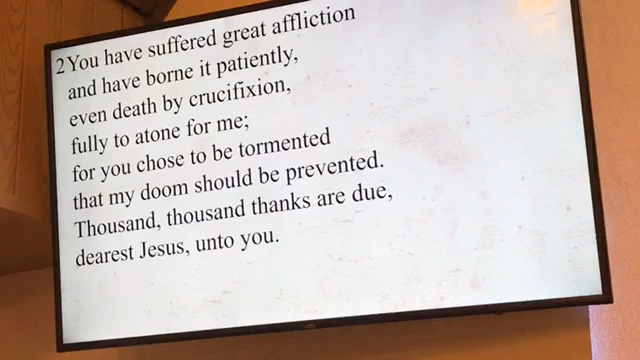 2 You have suffered great affliction
and have borne it patiently,
even death by crucifixion,
fully to atone for me;
for you chose to be tormented
that my doom should be prevented.
Thousand, thousand thanks are due,
dearest Jesus, unto you.